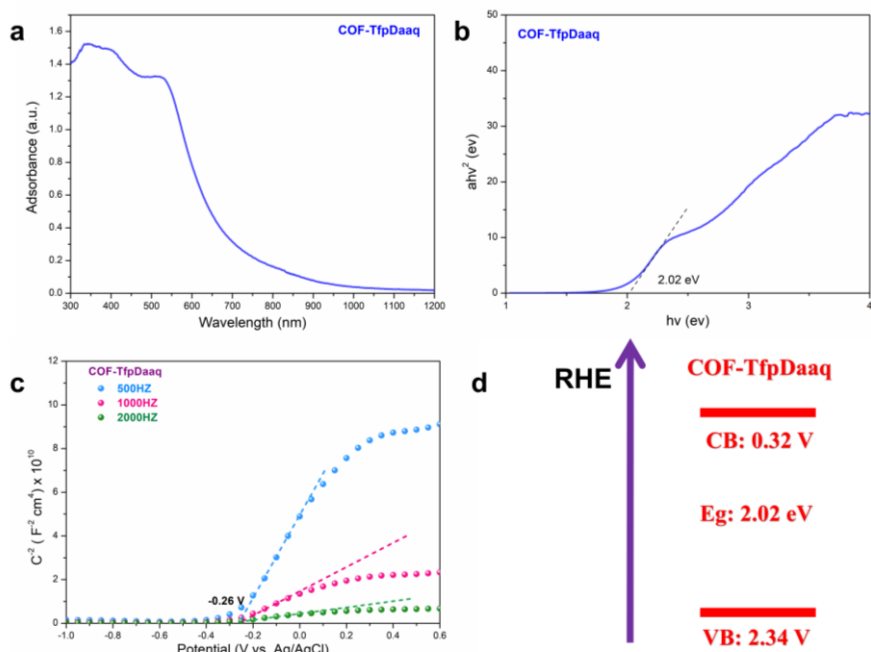 a
COF-TfpDaaq
Adsorbance (a.u.)
1.6
1.4
1.2
1.0
0.8
0.6
0.4
0.2
0.0
300 400 500 600 700 800 900 1000 1100 1200
Wavelength (nm)
b
COF-TfpDaaq
ahv² (ev)
50
40
30
20
10
0
2.02 eV
1 2 3 4
hv (ev)
c
COF-TfpDaaq
500HZ
1000HZ
2000HZ
C⁻² ( F⁻² cm⁴) x 10¹⁰
12
10
8
6
4
2
0
-0.26 V
-1.0 -0.8 -0.6 -0.4 -0.2 0.0 0.2 0.4 0.6
Potential (V vs. Ag/AgCl)
d
RHE
COF-TfpDaaq
CB: 0.32 V
Eg: 2.02 eV
VB: 2.34 V